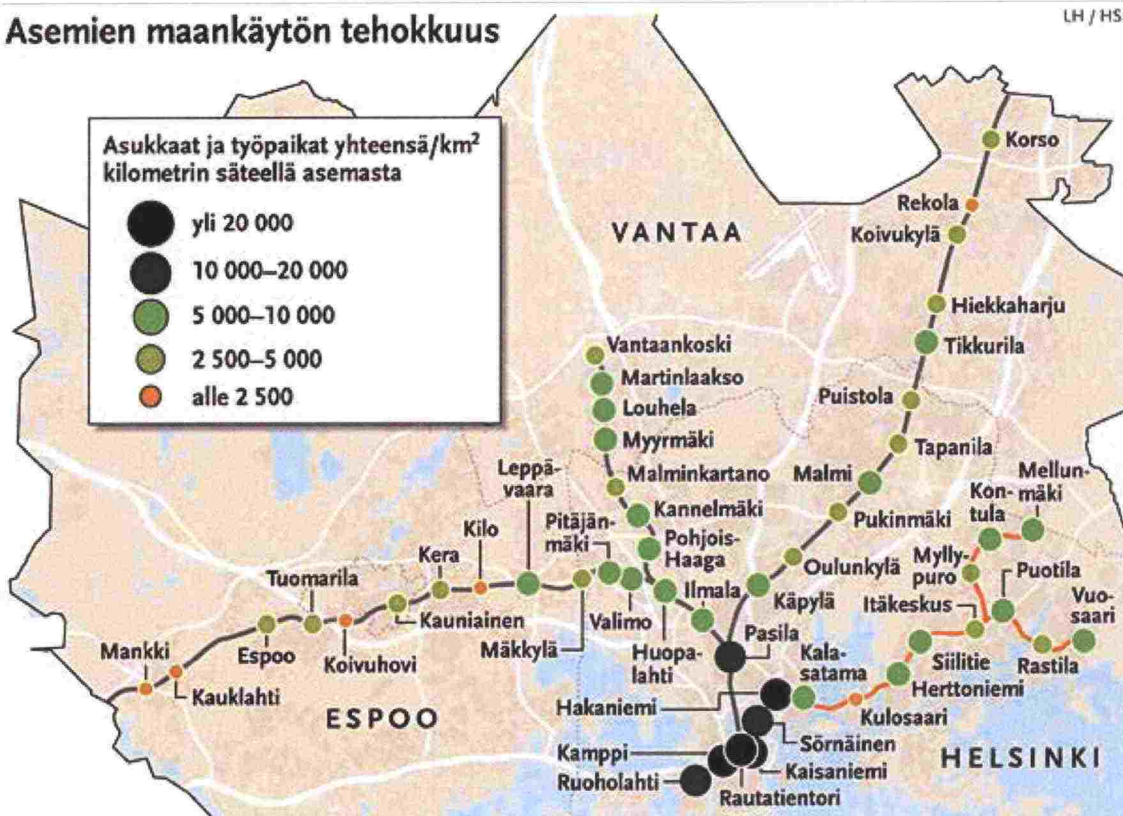 LH / HS
Asemien maankäytön tehokkuus
Asukkaat ja työpaikat yhteensä/km²
kilometrin säteellä asemasta
yli 20 000
10 000–20 000
5 000–10 000
2 500–5 000
alle 2 500
VANTAA
Korso
Rekola
Koivukylä
Hiekkaharju
Tikkurila
Puistola
Tapanila
Malmi
Pukinmäki
Oulunkylä
Käpylä
Vantaankoski
Martinlaakso
Louhela
Myyrmäki
Malminkartano
Kannelmäki
Pohjois-
Haaga
Ilmala
Leppä-
vaara
Pitäjän-
mäki
Kilo
Kera
Tuomarila
Mankki
Kauklahti
Espoo
Koivuhovi
Kauniainen
Mäkkylä
Valimo
Huopa-
lahti
Pasila
ESPOO
Mellun-
mäki
Kon-
tula
Mylly-
puro
Puotila
Itäkeskus
Vuo-
saari
Rastila
Siilitie
Herttoniemi
Kala-
satama
Kulosaari
Hakaniemi
Sörnäinen
Kamppi
Kaisaniemi
Ruoholahti
Rautatientori
HELSINKI